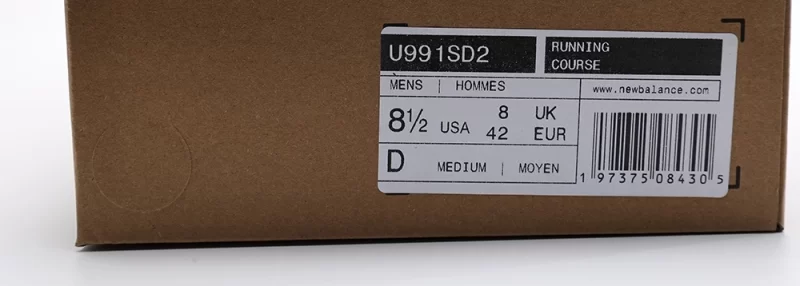 U991SD2
RUNNING
COURSE
MENS | HOMMES
www.newbalance.com
8½ USA 8 UK
42 EUR
D MEDIUM | MOYEN
1 97375 08430 5